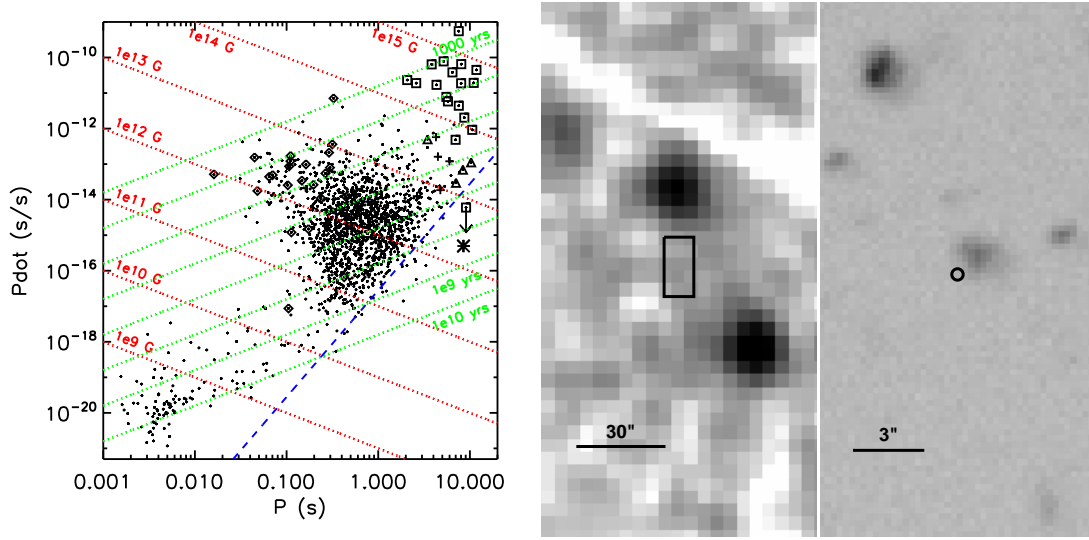 1e14 G
1e15 G
1000 yrs
1e13 G
1e12 G
1e11 G
1e10 G
1e9 G
1e9 yrs
1e10 yrs
10⁻¹⁰
10⁻¹²
10⁻¹⁴
10⁻¹⁶
10⁻¹⁸
10⁻²⁰
Pdot (s/s)
0.001
0.010
0.100
1.000
10.000
P (s)
30"
3"